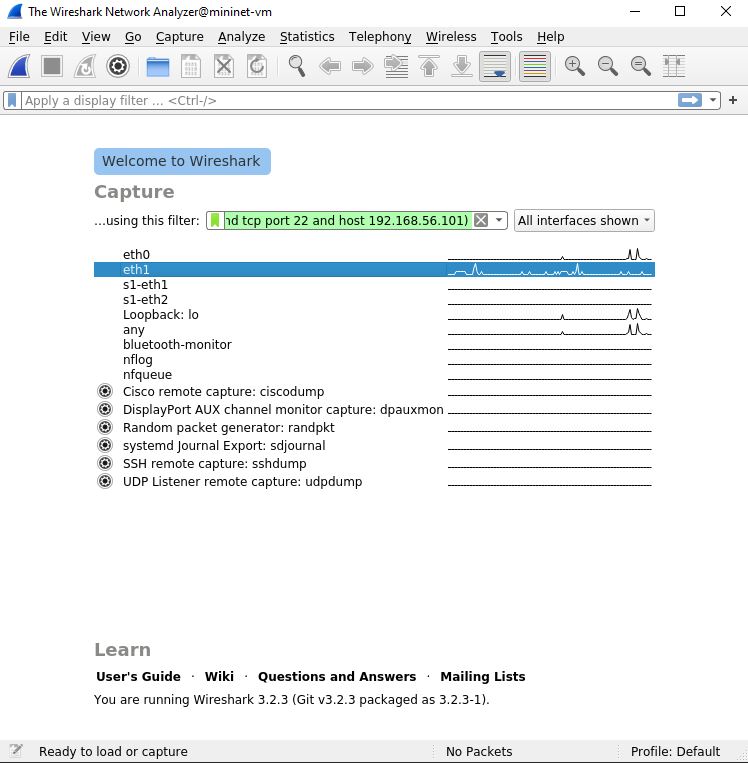 The Wireshark Network Analyzer@mininet-vm
File Edit View Go Capture Analyze Statistics Telephony Wireless Tools Help
Apply a display filter … <Ctrl-/>
Welcome to Wireshark
Capture
…using this filter: nd tcp port 22 and host 192.168.56.101) All interfaces shown
eth0
eth1
s1-eth1
s1-eth2
Loopback: lo
any
bluetooth-monitor
nflog
nfqueue
Cisco remote capture: ciscodump
DisplayPort AUX channel monitor capture: dpauxmon
Random packet generator: randpkt
systemd Journal Export: sdjournal
SSH remote capture: sshdump
UDP Listener remote capture: udpdump
Learn
User's Guide · Wiki · Questions and Answers · Mailing Lists
You are running Wireshark 3.2.3 (Git v3.2.3 packaged as 3.2.3-1).
Ready to load or capture No Packets Profile: Default